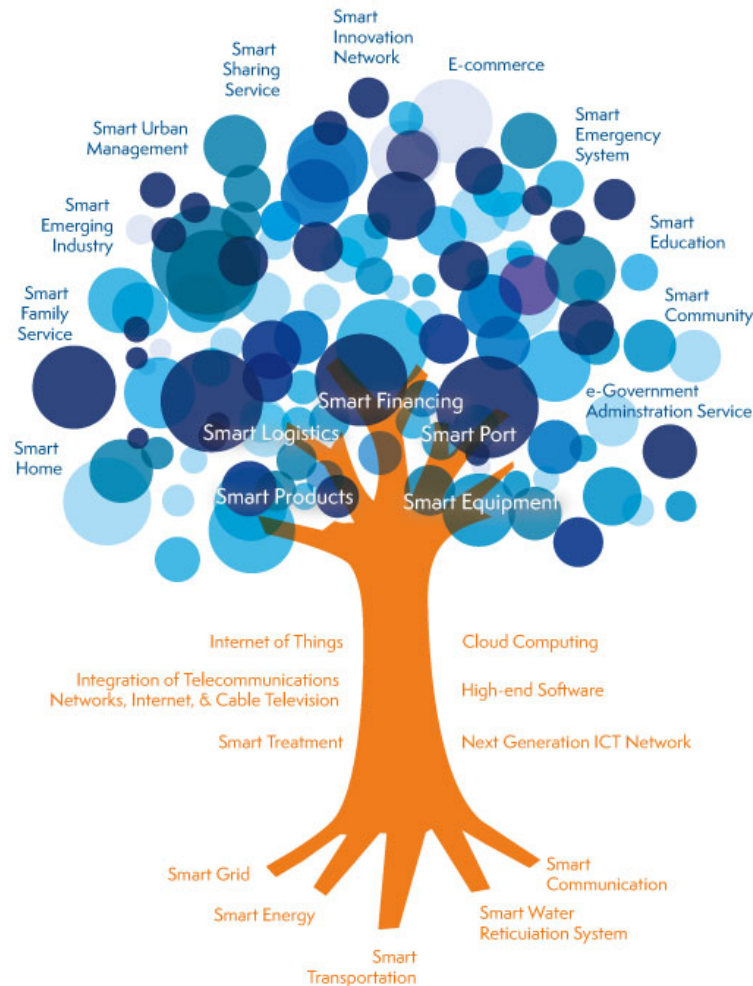 Smart
Innovation
Network
E-commerce
Smart
Sharing
Service
Smart
Emergency
System
Smart Urban
Management
Smart
Emerging
Industry
Smart
Education
Smart
Family
Service
Smart
Community
e-Government
Adminstration Service
Smart Financing
Smart Logistics
Smart Port
Smart
Home
Smart Products
Smart Equipment
Internet of Things
Cloud Computing
Integration of Telecommunications
Networks, Internet, & Cable Television
High-end Software
Smart Treatment
Next Generation ICT Network
Smart Grid
Smart
Communication
Smart Energy
Smart Water
Reticuiation System
Smart
Transportation